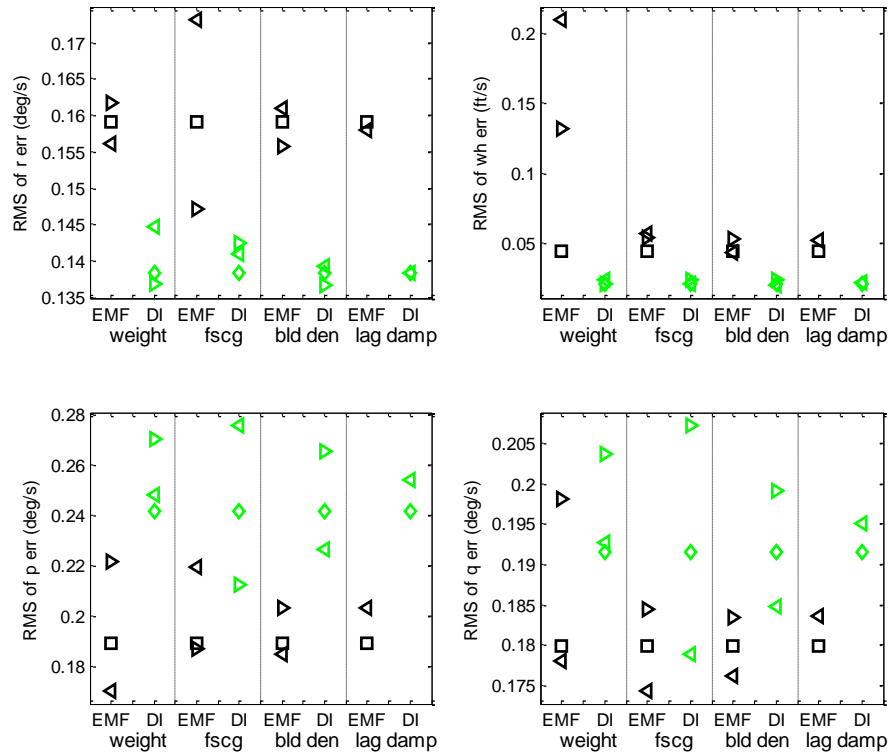 RMS of r err (deg/s)
0.17
0.165
0.16
0.155
0.15
0.145
0.14
0.135
EMF DI EMF DI EMF DI EMF DI
weight fscg bld den lag damp
RMS of wh err (ft/s)
0.2
0.15
0.1
0.05
EMF DI EMF DI EMF DI EMF DI
weight fscg bld den lag damp
RMS of p err (deg/s)
0.28
0.26
0.24
0.22
0.2
0.18
EMF DI EMF DI EMF DI EMF DI
weight fscg bld den lag damp
RMS of q err (deg/s)
0.205
0.2
0.195
0.19
0.185
0.18
0.175
EMF DI EMF DI EMF DI EMF DI
weight fscg bld den lag damp